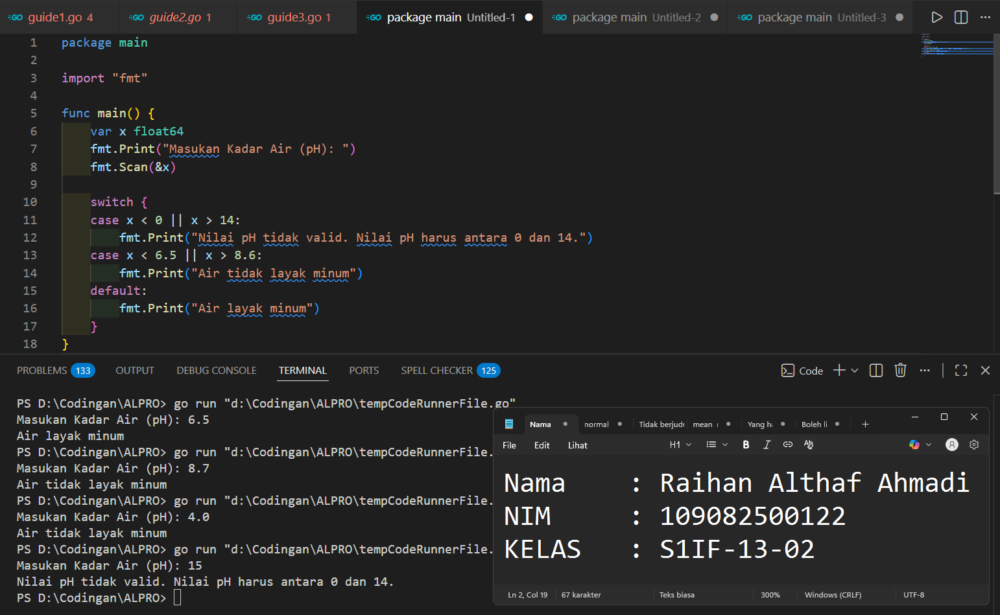 guide1.go 4 guide2.go 1 guide3.go 1 package main Untitled-1 package main Untitled-2 package main Untitled-3
1 package main
2
3 import "fmt"
4
5 func main() {
6 var x float64
7 fmt.Print("Masukan Kadar Air (pH): ")
8 fmt.Scan(&x)
9
10 switch {
11 case x < 0 || x > 14:
12 fmt.Print("Nilai pH tidak valid. Nilai pH harus antara 0 dan 14.")
13 case x < 6.5 || x > 8.6:
14 fmt.Print("Air tidak layak minum")
15 default:
16 fmt.Print("Air layak minum")
17 }
18 }
PROBLEMS 133 OUTPUT DEBUG CONSOLE TERMINAL PORTS SPELL CHECKER 125 Code
PS D:\Codingan\ALPRO> go run "d:\Codingan\ALPRO\tempCodeRunnerFile.go"
Masukan Kadar Air (pH): 6.5
Air layak minum
PS D:\Codingan\ALPRO> go run "d:\Codingan\ALPRO\tempCodeRunnerFile.
Masukan Kadar Air (pH): 8.7
Air tidak layak minum
PS D:\Codingan\ALPRO> go run "d:\Codingan\ALPRO\tempCodeRunnerFile.
Masukan Kadar Air (pH): 4.0
Air tidak layak minum
PS D:\Codingan\ALPRO> go run "d:\Codingan\ALPRO\tempCodeRunnerFile.
Masukan Kadar Air (pH): 15
Nilai pH tidak valid. Nilai pH harus antara 0 dan 14.
PS D:\Codingan\ALPRO>
Nama normal Tidak berjudu mean Yang ha Boleh li
File Edit Lihat H1 B I
Nama : Raihan Althaf Ahmadi
NIM : 109082500122
KELAS : S1IF-13-02
Ln 2, Col 19 67 karakter Teks biasa 300% Windows (CRLF) UTF-8